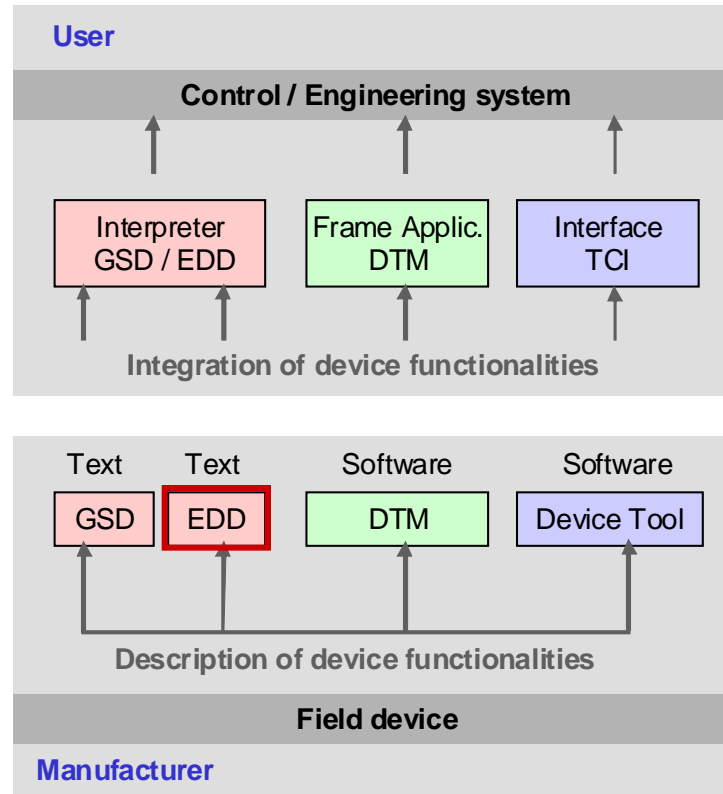 User
Control / Engineering system
Interpreter
GSD / EDD
Frame Applic.
DTM
Interface
TCI
Integration of device functionalities
Text Text Software Software
GSD EDD DTM Device Tool
Description of device functionalities
Field device
Manufacturer